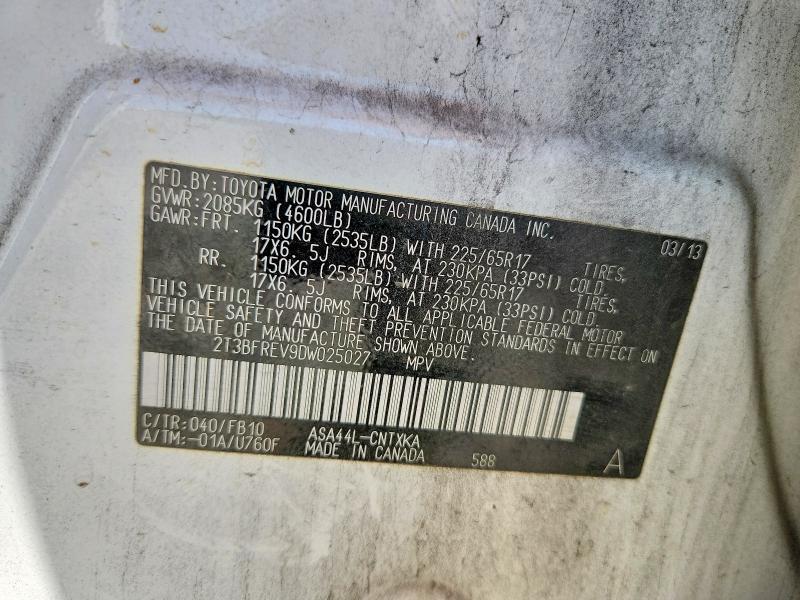 MFD.BY:TOYOTA MOTOR MANUFACTURING CANADA INC. 03/13
GVWR:2085KG (4600LB)
GAWR:FRT. 1150KG (2535LB) WITH 225/65R17 TIRES,
17X6. 5J RIMS, AT 230KPA (33PSI) COLD
RR. 1150KG (2535LB) WITH 225/65R17 TIRES,
17X6. 5J RIMS, AT 230KPA (33PSI) COLD
THIS VEHICLE CONFORMS TO ALL APPLICABLE FEDERAL MOTOR
VEHICLE SAFETY AND THEFT PREVENTION STANDARDS IN EFFECT ON
THE DATE OF MANUFACTURE SHOWN ABOVE.
2T3BFREV9DW025027 MPV
C/TR:040/FB10 ASA44L-CNTXKA
A/TM:-01A/U760F MADE IN CANADA 588 A